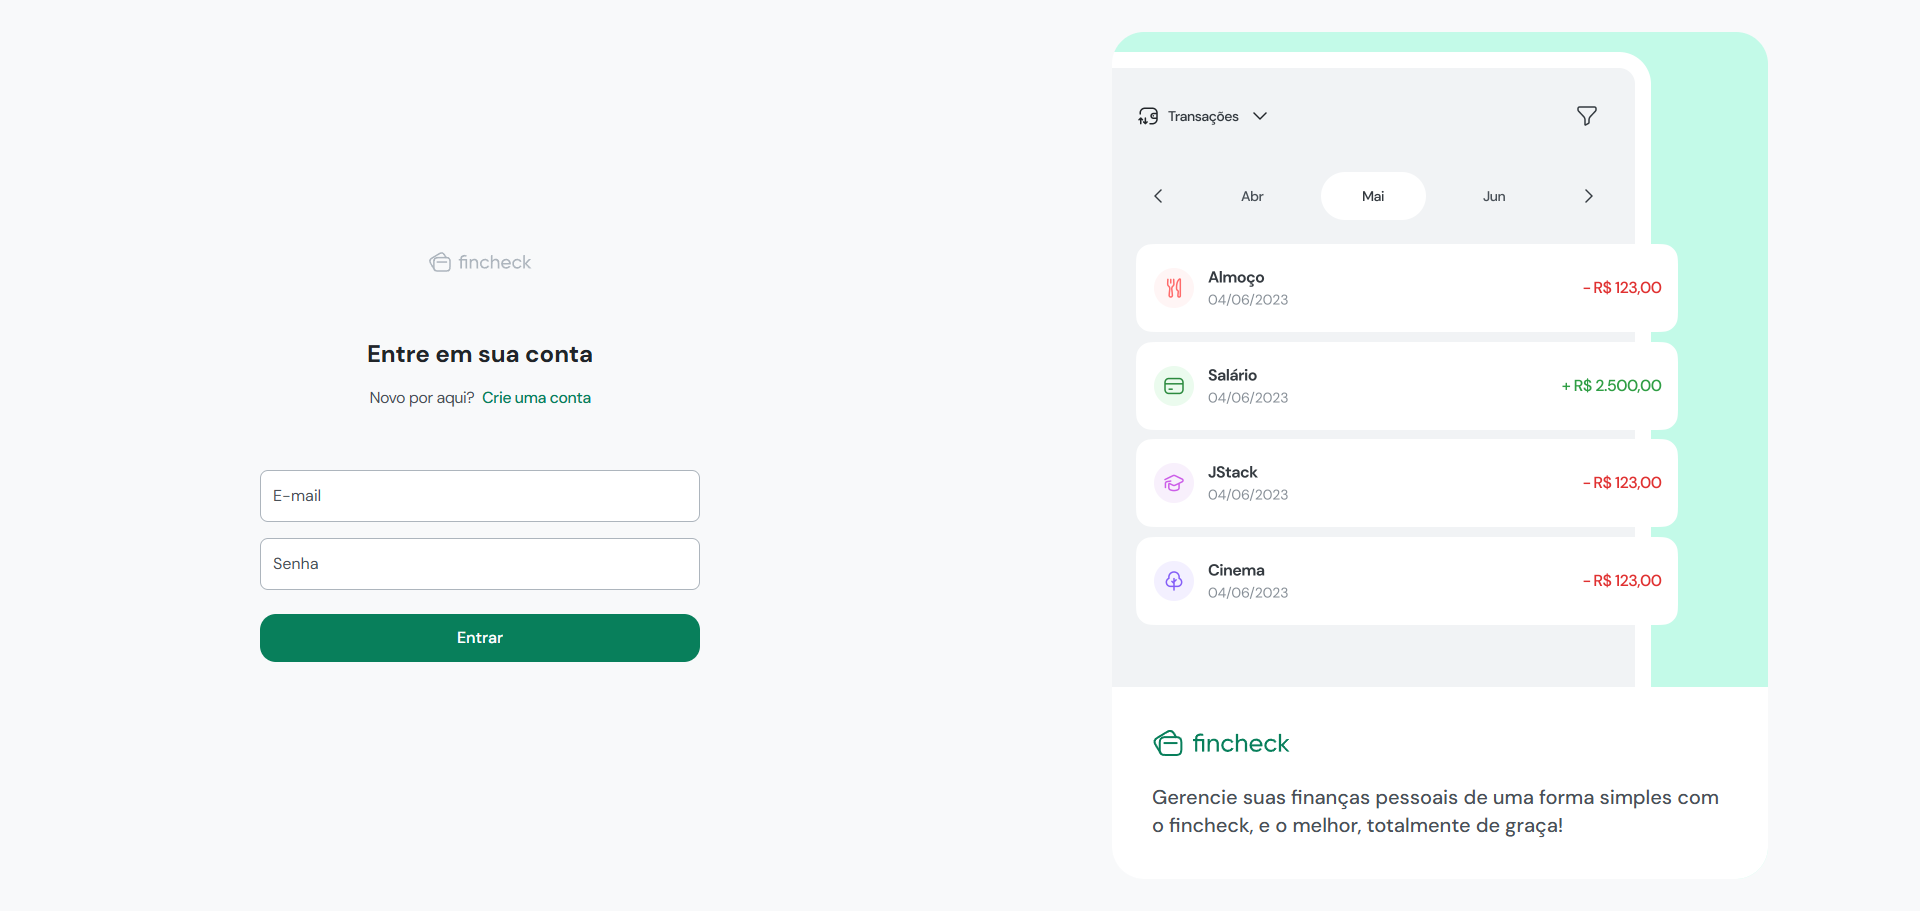 fincheck
Entre em sua conta
Novo por aqui? Crie uma conta
E-mail
Senha
Entrar
Transações
Abr Mai Jun
Almoço
04/06/2023
- R$ 123,00
Salário
04/06/2023
+ R$ 2.500,00
JStack
04/06/2023
- R$ 123,00
Cinema
04/06/2023
- R$ 123,00
fincheck
Gerencie suas finanças pessoais de uma forma simples com
o fincheck, e o melhor, totalmente de graça!